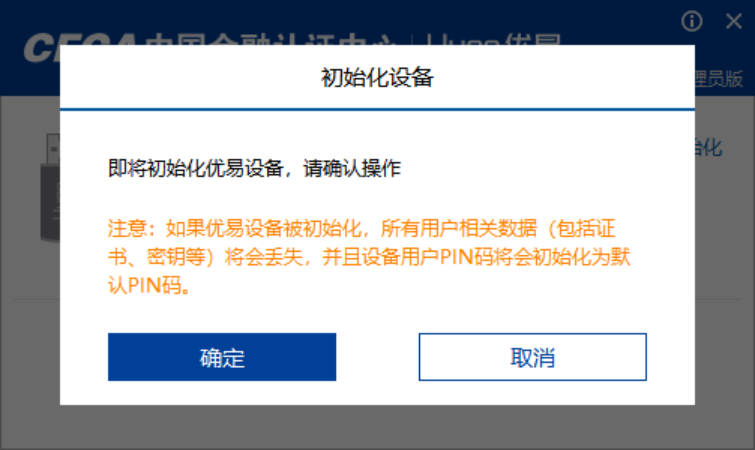 初始化设备
即将初始化优易设备，请确认操作
注意：如果优易设备被初始化，所有用户相关数据（包括证
书、密钥等）将会丢失，并且设备用户PIN码将会初始化为默
认PIN码。
确定
取消